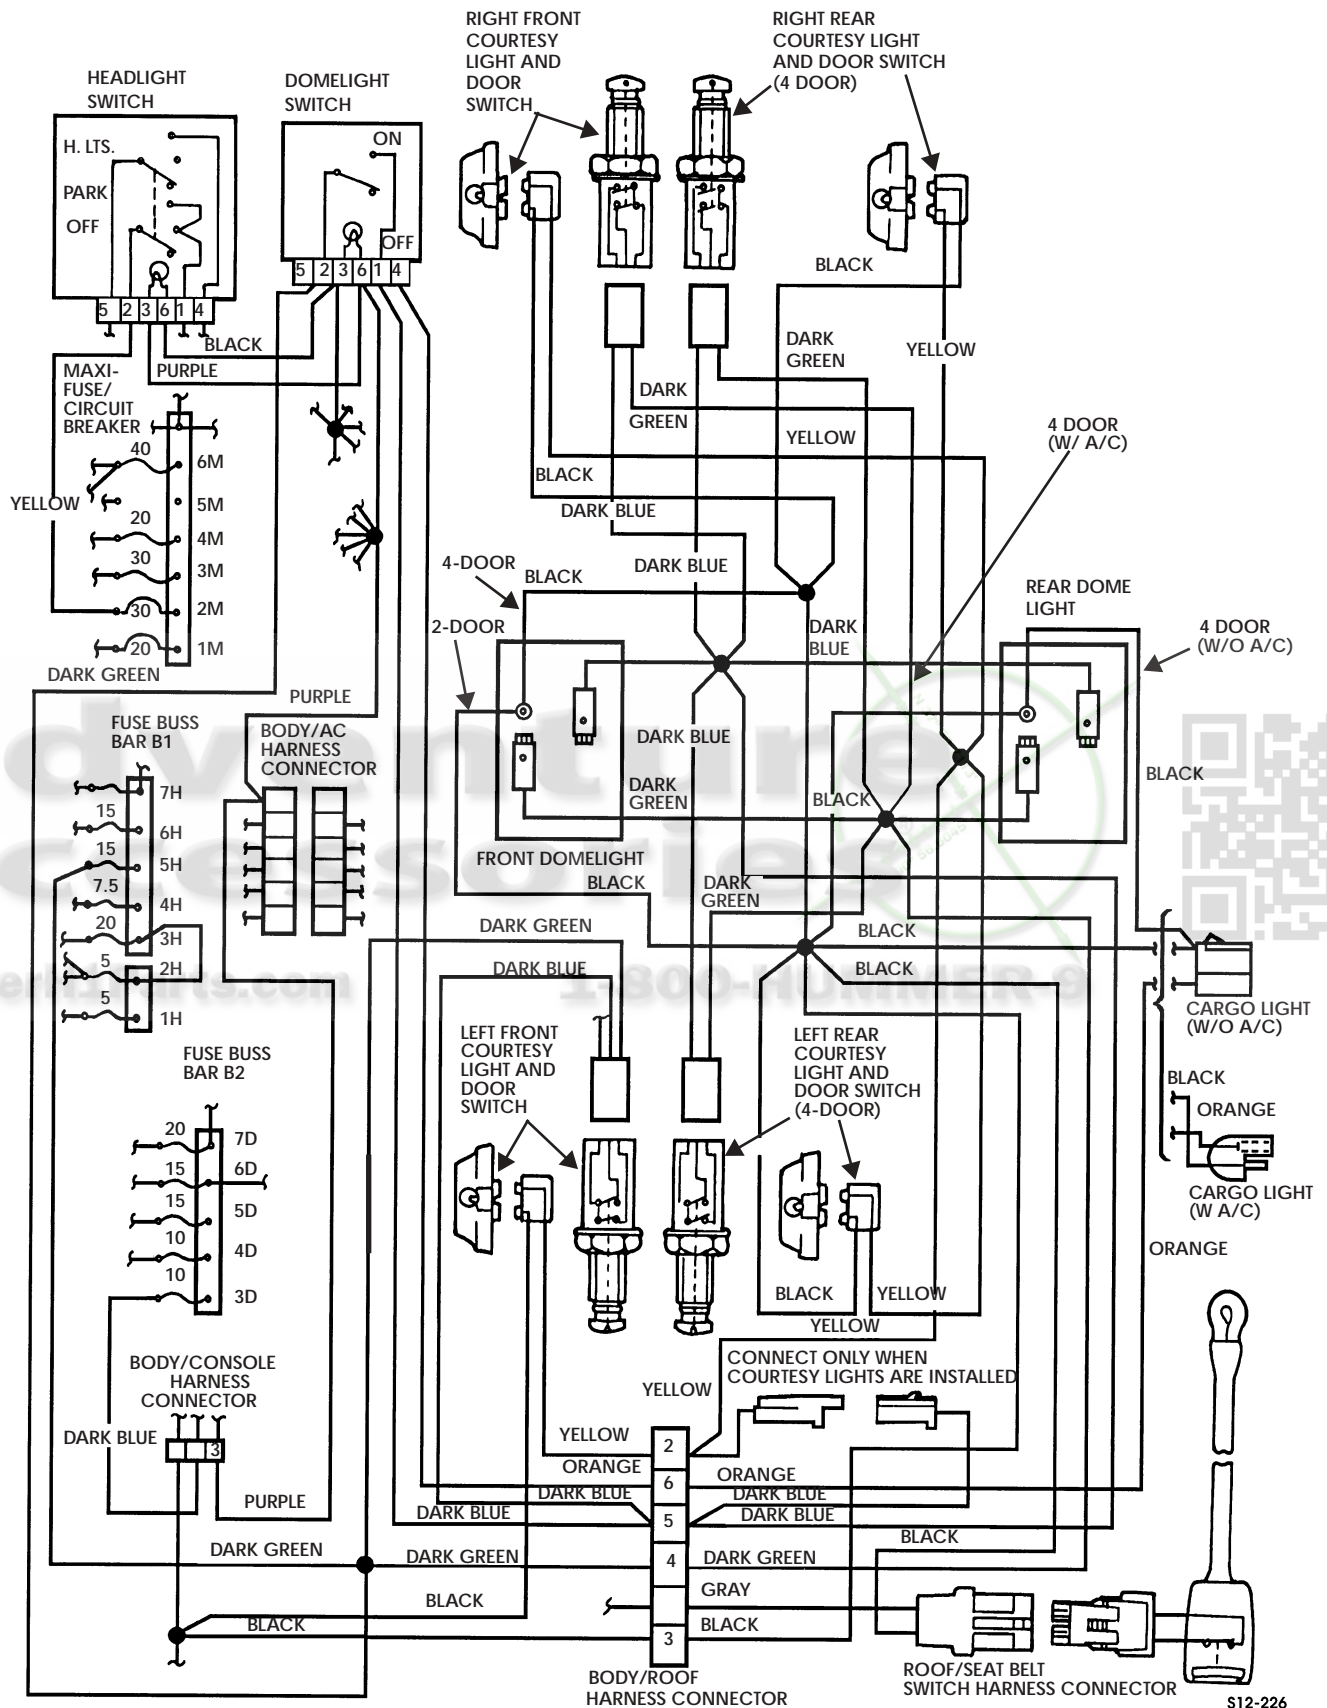 RIGHT FRONT
COURTESY
LIGHT AND
DOOR
SWITCH
RIGHT REAR
COURTESY LIGHT
AND DOOR SWITCH
(4 DOOR)
HEADLIGHT
SWITCH
DOMELIGHT
SWITCH
H. LTS.
PARK
OFF
5 2 3 6 1 4
ON
OFF
5 2 3 6 1 4
BLACK
PURPLE
BLACK
DARK
GREEN
YELLOW
MAXI-
FUSE/
CIRCUIT
BREAKER
40
6M
YELLOW
5M
20
4M
30
3M
30
2M
20
1M
DARK
GREEN
YELLOW
4 DOOR
(W/ A/C)
BLACK
DARK BLUE
4-DOOR
BLACK
DARK BLUE
2-DOOR
DARK
BLUE
REAR DOME
LIGHT
4 DOOR
(W/O A/C)
DARK GREEN
PURPLE
FUSE BUSS
BAR B1
BODY/AC
HARNESS
CONNECTOR
7H
15
6H
15
5H
7.5
4H
20
3H
5
2H
5
1H
DARK BLUE
DARK
GREEN
BLACK
BLACK
FRONT DOMELIGHT
BLACK
DARK
GREEN
DARK GREEN
BLACK
DARK BLUE
BLACK
dventure
ccessories
erh1Parts.com
1-800-HUMMER-9
CARGO LIGHT
(W/O A/C)
FUSE BUSS
BAR B2
LEFT FRONT
COURTESY
LIGHT AND
DOOR
SWITCH
LEFT REAR
COURTESY
LIGHT AND
DOOR SWITCH
(4-DOOR)
BLACK
ORANGE
CARGO LIGHT
(W A/C)
20
7D
15
6D
15
5D
10
4D
10
3D
ORANGE
BLACK
YELLOW
YELLOW
BODY/CONSOLE
HARNESS
CONNECTOR
DARK BLUE
3
PURPLE
CONNECT ONLY WHEN
COURTESY LIGHTS ARE INSTALLED
YELLOW
YELLOW
2
ORANGE
6
ORANGE
DARK BLUE
DARK BLUE
DARK BLUE
5
DARK BLUE
BLACK
DARK GREEN
DARK GREEN
4
DARK GREEN
GRAY
BLACK
BLACK
3
BLACK
BODY/ROOF
HARNESS CONNECTOR
ROOF/SEAT BELT
SWITCH HARNESS CONNECTOR
S12-226